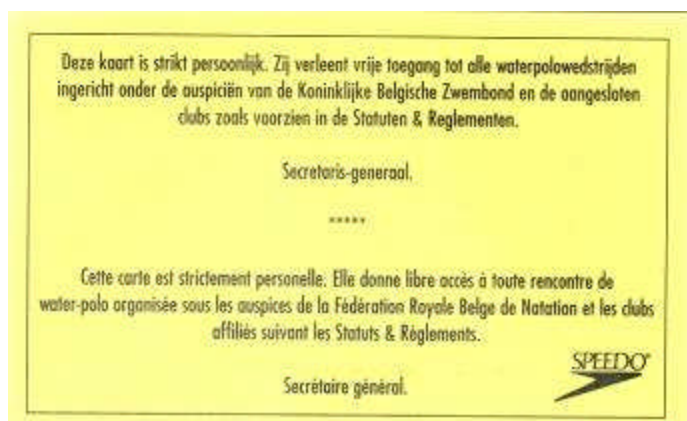 Deze kaart is strikt persoonlijk. Zij verleent vrije toegang tot alle waterpolowedstrijden
ingericht onder de auspiciën van de Koninklijke Belgische Zwembond en de aangesloten
clubs zoals voorzien in de Statuten & Reglementen.
Secretaris-generaal.
*****
Cette carte est strictement personelle. Elle donne libre accès à toute rencontre de
water-polo organisée sous les auspices de la Fédération Royale Belge de Natation et les clubs
affiliés suivant les Statuts & Règlements.
SPEEDO®
Secrétaire général.